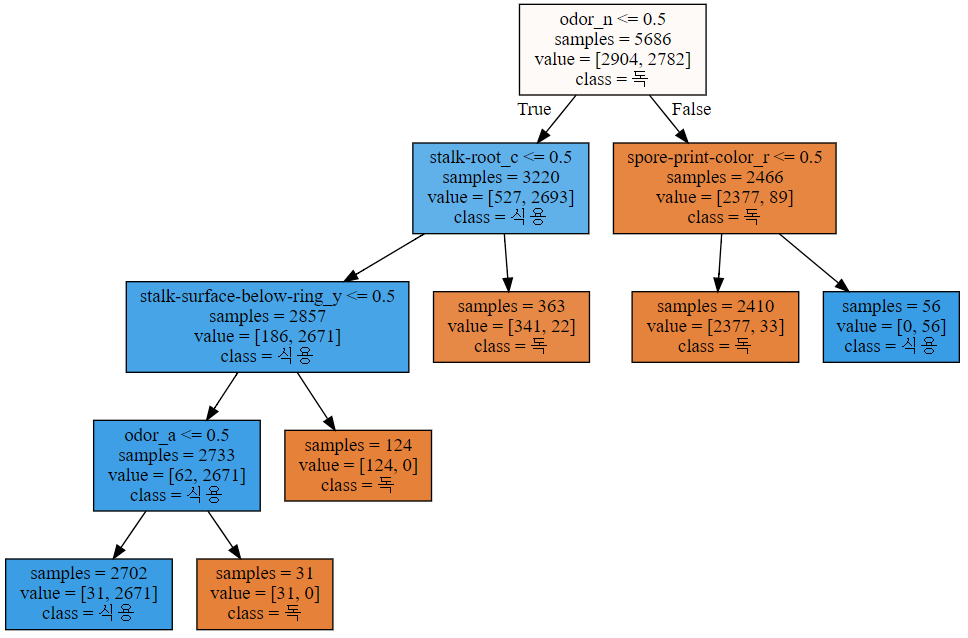 odor_n <= 0.5
samples = 5686
value = [2904, 2782]
class = 독
True
False
stalk-root_c <= 0.5
samples = 3220
value = [527, 2693]
class = 식용
spore-print-color_r <= 0.5
samples = 2466
value = [2377, 89]
class = 독
stalk-surface-below-ring_y <= 0.5
samples = 2857
value = [186, 2671]
class = 식용
samples = 363
value = [341, 22]
class = 독
samples = 2410
value = [2377, 33]
class = 독
samples = 56
value = [0, 56]
class = 식용
odor_a <= 0.5
samples = 2733
value = [62, 2671]
class = 식용
samples = 124
value = [124, 0]
class = 독
samples = 2702
value = [31, 2671]
class = 식용
samples = 31
value = [31, 0]
class = 독